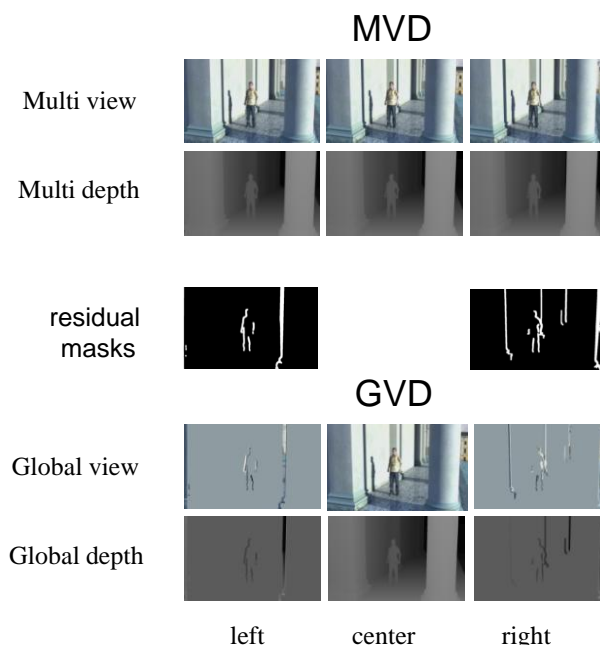 MVD
Multi view
Multi depth
residual
masks
GVD
Global view
Global depth
left center right